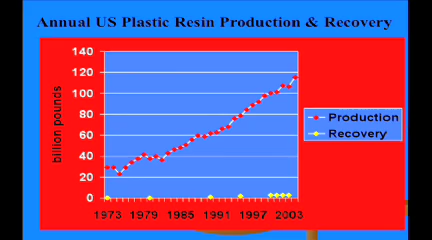 Annual US Plastic Resin Production & Recovery
billion pounds
140
120
100
80
60
40
20
0
1973 1979 1985 1991 1997 2003
Production
Recovery